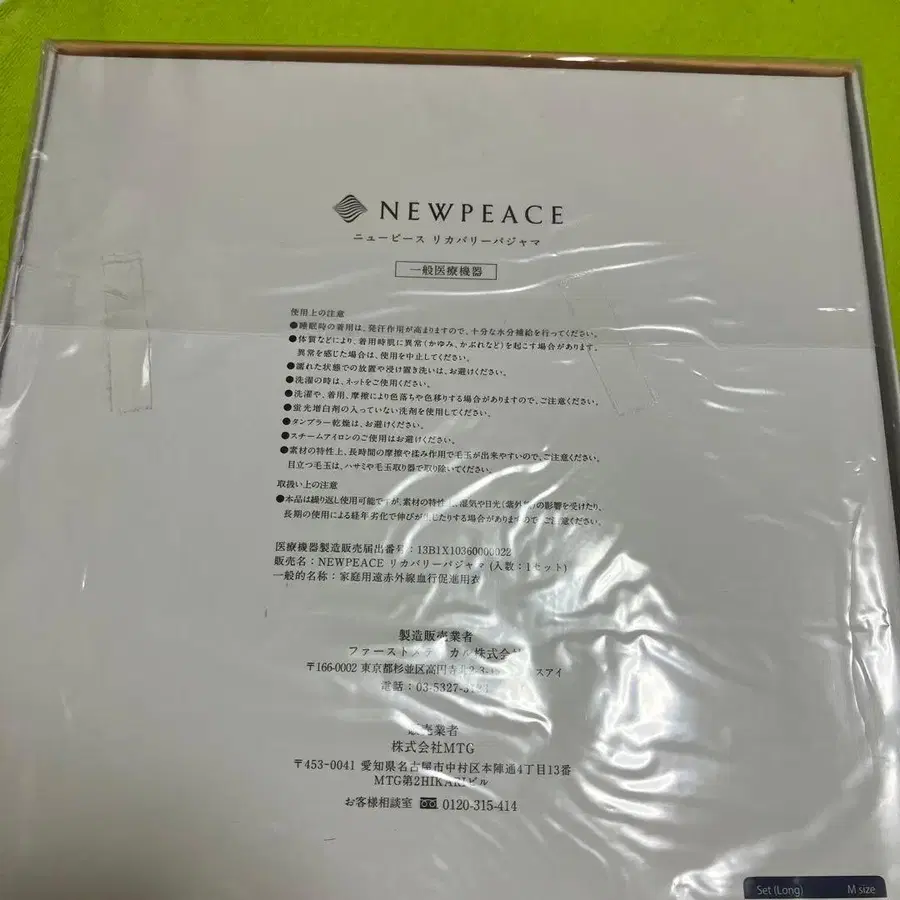 NEWPEACE
ニューピース リカバリーパジャマ
一般医療機器
使用上の注意
●睡眠時の着用は、発汗作用が高まりますので、十分な水分補給を行ってください。
●体質などにより、着用時肌に異常(かゆみ、かぶれなど)を起こす場合があります。
異常を感じた場合は、使用を中止してください。
●濡れた状態での放置や浸け置き洗いは、お避けください。
●洗濯の時は、ネットをご使用ください。
●洗濯や、着用、摩擦により色落ちや色移りする場合がありますので、ご注意ください。
●蛍光増白剤の入っていない洗剤を使用してください。
●タンブラー乾燥は、お避けください。
●スチームアイロンのご使用はお避けください。
●素材の特性上、長時間の摩擦や揉み作用で毛玉が出来やすいので、ご注意ください。
目立つ毛玉は、ハサミや毛玉取り器で取り除いてください。
取扱い上の注意
●本品は繰り返し使用可能ですが、素材の特性上、湿気や日光(紫外線)の影響を受けたり、
長期の使用による経年劣化で伸びが生じたりする場合がありますのでご注意ください。
医療機器製造販売届出番号:13B1X10360000022
販売名:NEWPEACE リカバリーパジャマ (入数:1セット)
一般的名称:家庭用遠赤外線血行促進用衣
製造販売業者
ファーストメディカル株式会社
〒166-0002 東京都杉並区高円寺北2-3- スアイ
電話:03-5327-
販売業者
株式会社MTG
〒453-0041 愛知県名古屋市中村区本陣通4丁目13番
MTG第2HIKARIビル
お客様相談室 0120-315-414
Set (Long) M size